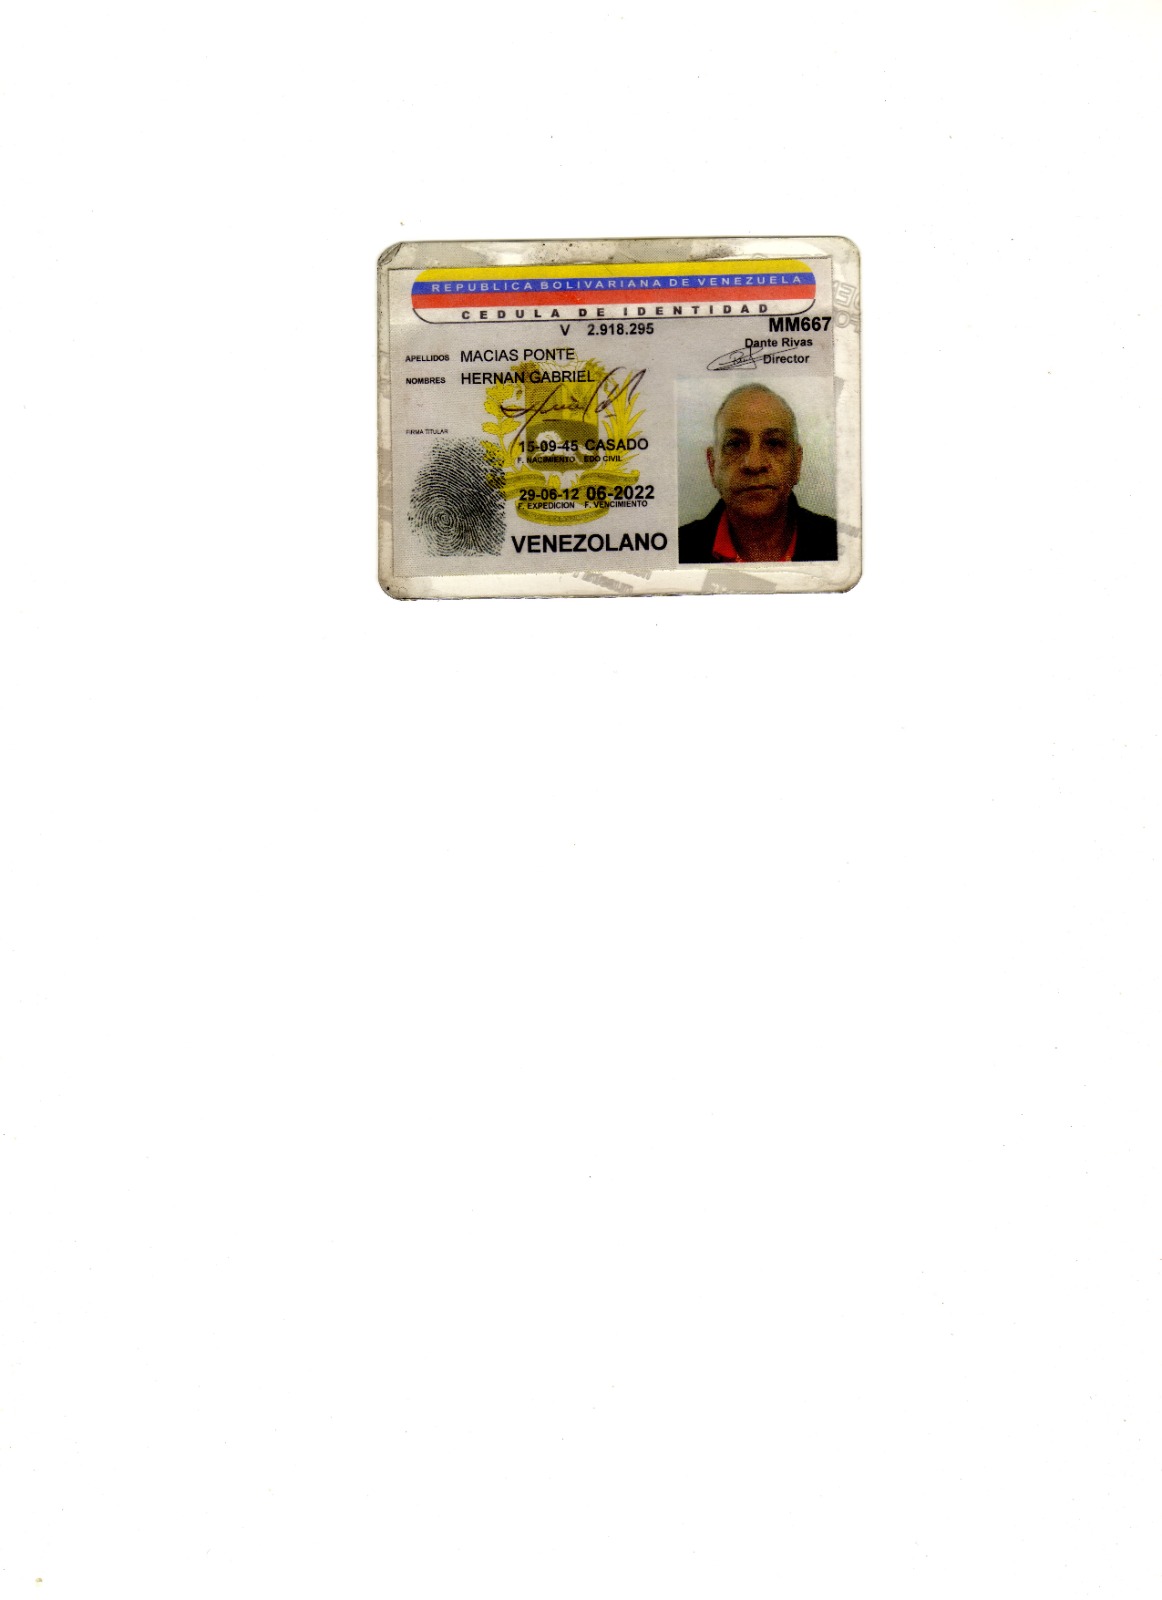 REPUBLICA BOLIVARIANA DE VENEZUELA
CEDULA DE IDENTIDAD
V 2.918.295
MM667
Dante Rivas
Director
APELLIDOS MACIAS PONTE
NOMBRES HERNAN GABRIEL
FIRMA TITULAR
15-09-45 CASADO
F. NACIMIENTO EDO CIVIL
29-06-12 06-2022
F. EXPEDICION F. VENCIMIENTO
VENEZOLANO